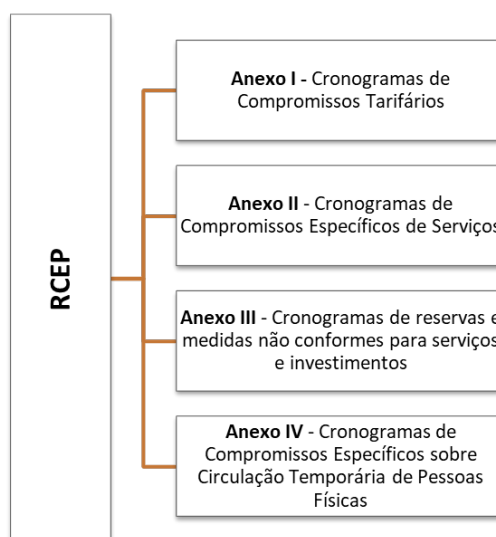 RCEP
Anexo I - Cronogramas de
Compromissos Tarifários
Anexo II - Cronogramas de
Compromissos Específicos de Serviços
Anexo III - Cronogramas de reservas e
medidas não conformes para serviços
e investimentos
Anexo IV - Cronogramas de
Compromissos Específicos sobre
Circulação Temporária de Pessoas
Físicas